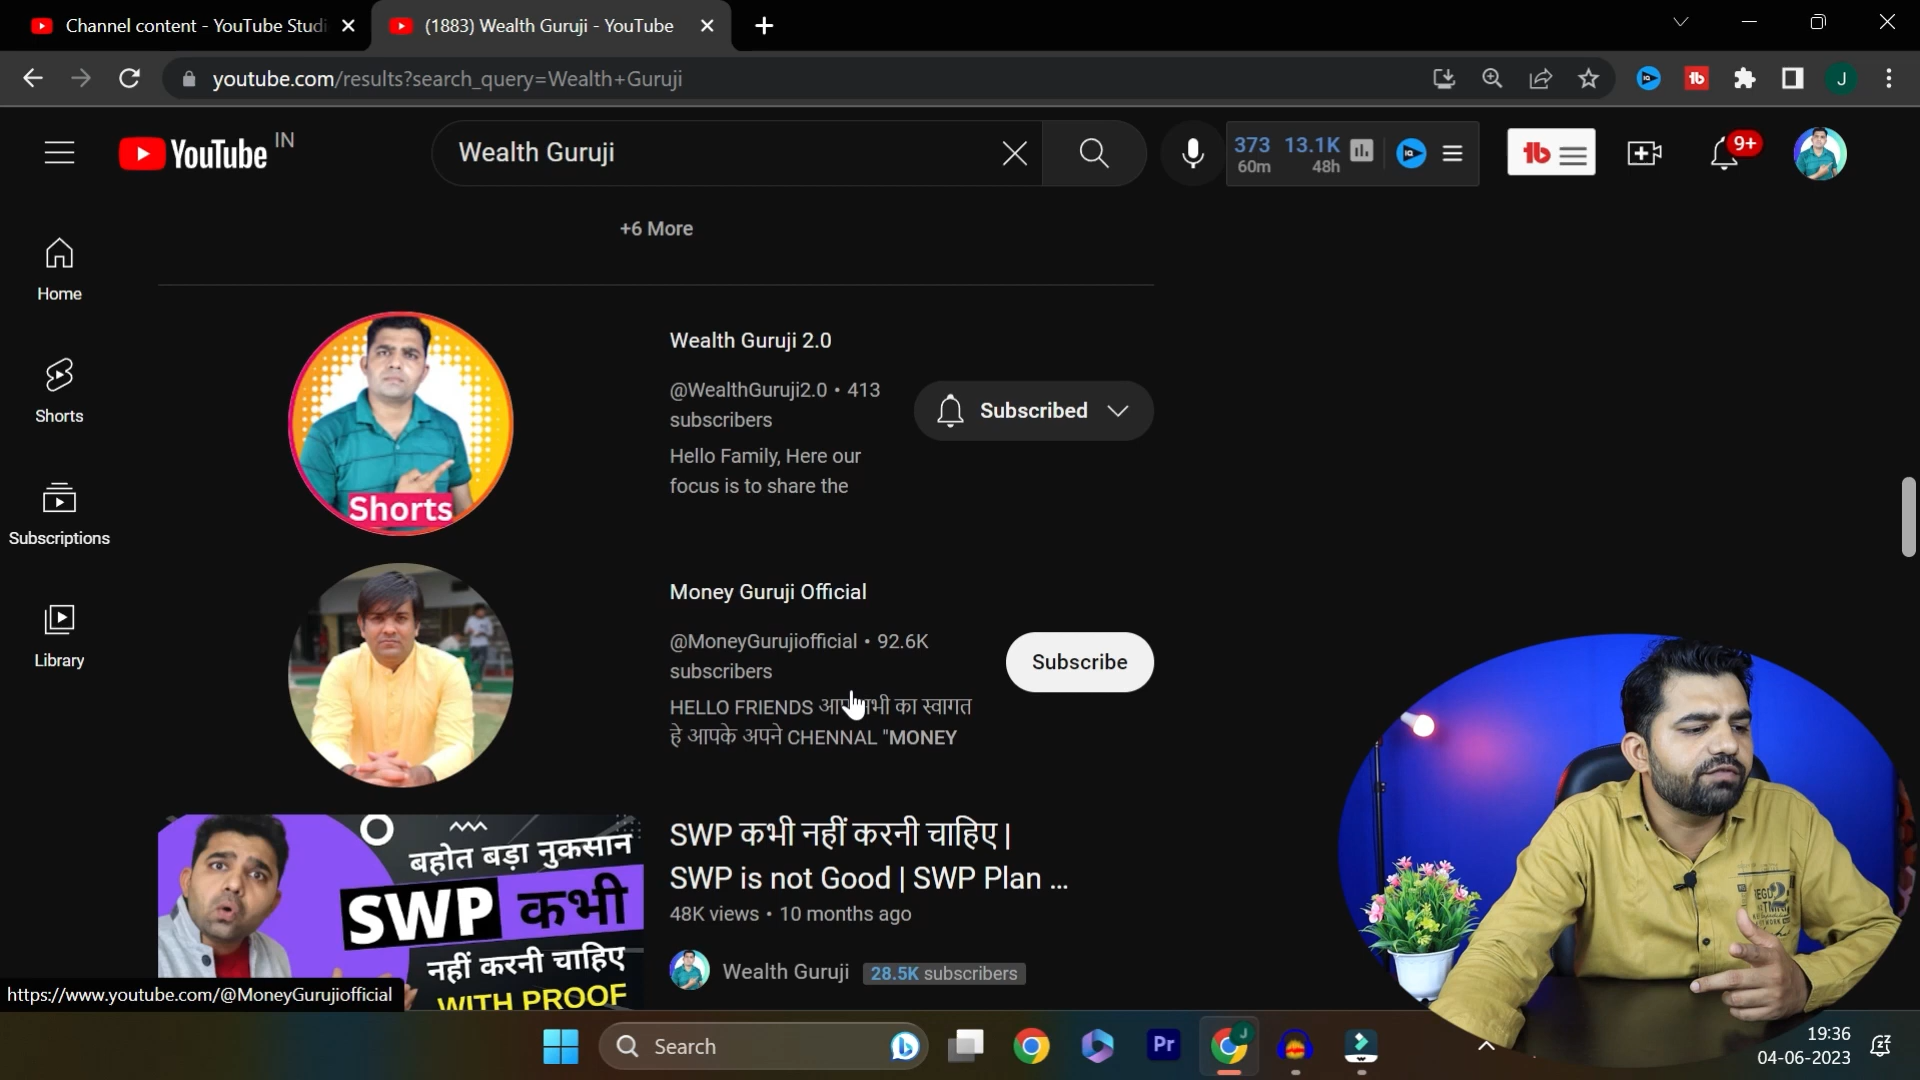 Channel content - YouTube Studi
(1883) Wealth Guruji - YouTube
youtube.com/results?search_query=Wealth+Guruji
J
YouTube IN
Wealth Guruji
373 13.1K
60m 48h
9+
+6 More
Home
Shorts
Subscriptions
Library
Shorts
Wealth Guruji 2.0
@WealthGuruji2.0 • 413
subscribers
Subscribed
Hello Family, Here our
focus is to share the
Money Guruji Official
@MoneyGurujiofficial • 92.6K
subscribers
Subscribe
HELLO FRIENDS का स्वागत
हे आपके अपने CHENNAL "MONEY
बहोत बड़ा नुकसान
SWP कभी
नहीं करनी चाहिए
WITH PROOF
SWP कभी नहीं करनी चाहिए |
SWP is not Good | SWP Plan ...
48K views • 10 months ago
Wealth Guruji 28.5K subscribers
https://www.youtube.com/@MoneyGurujiofficial
Search
Pr
J
19:36
04-06-2023